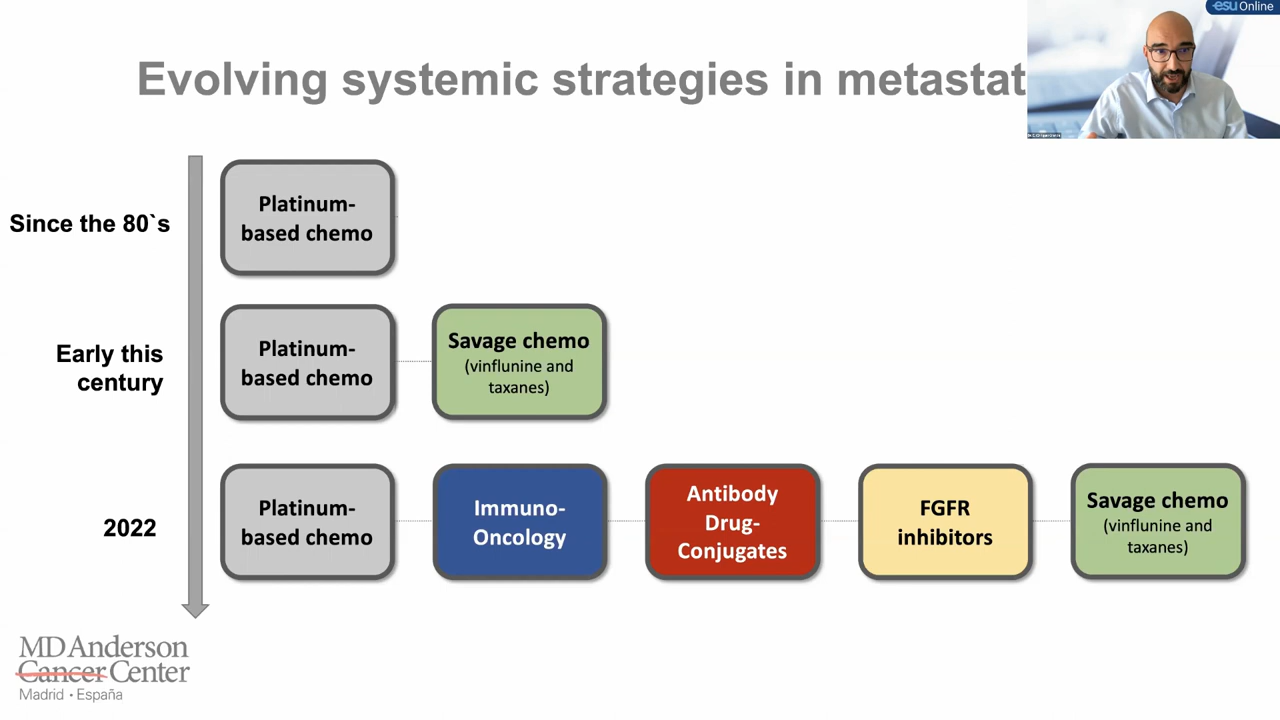 esu Online
Evolving systemic strategies in metastat
Since the 80`s
Platinum-
based chemo
Early this
century
Platinum-
based chemo
Savage chemo
(vinflunine and
taxanes)
2022
Platinum-
based chemo
Immuno-
Oncology
Antibody
Drug-
Conjugates
FGFR
inhibitors
Savage chemo
(vinflunine and
taxanes)
MD Anderson
Cancer Center
Madrid • España